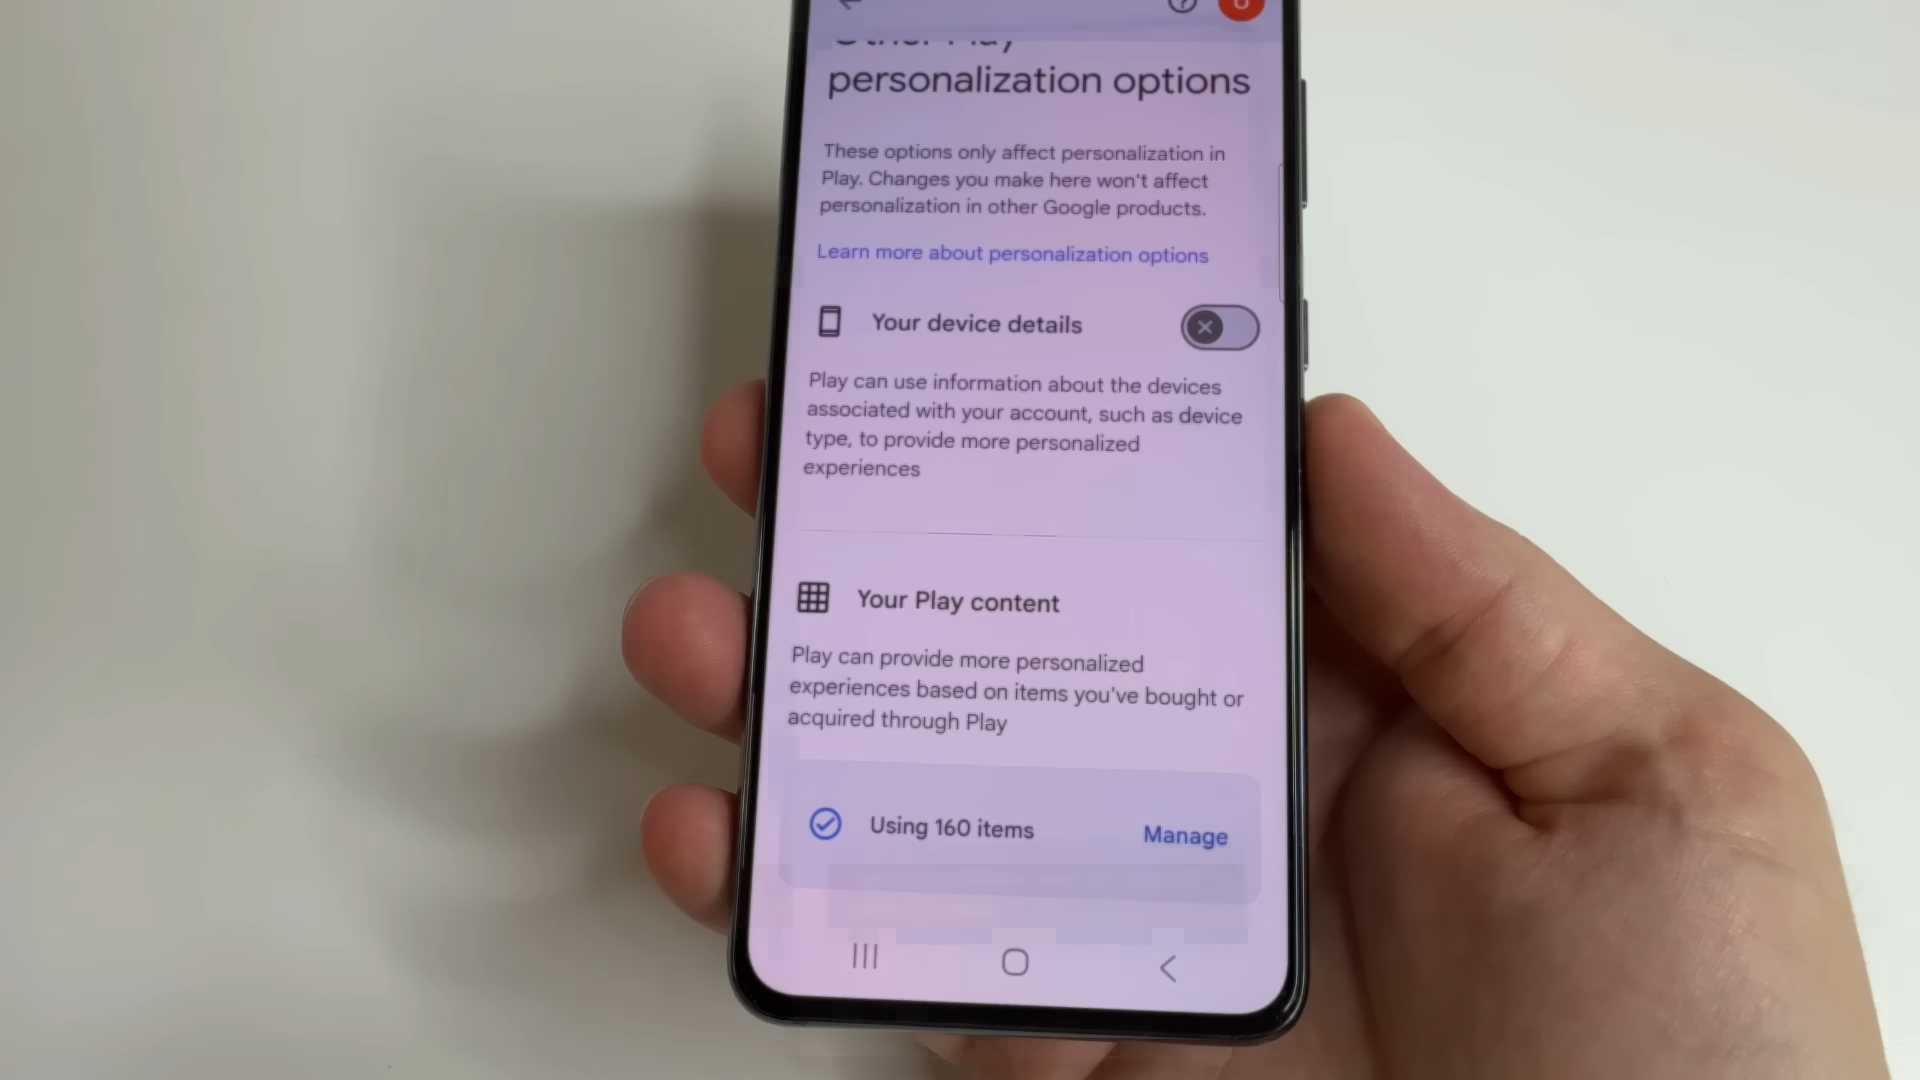 Other Play
personalization options
These options only affect personalization in
Play. Changes you make here won't affect
personalization in other Google products.
Learn more about personalization options
Your device details
Play can use information about the devices
associated with your account, such as device
type, to provide more personalized
experiences
Your Play content
Play can provide more personalized
experiences based on items you've bought or
acquired through Play
Using 160 items
Manage